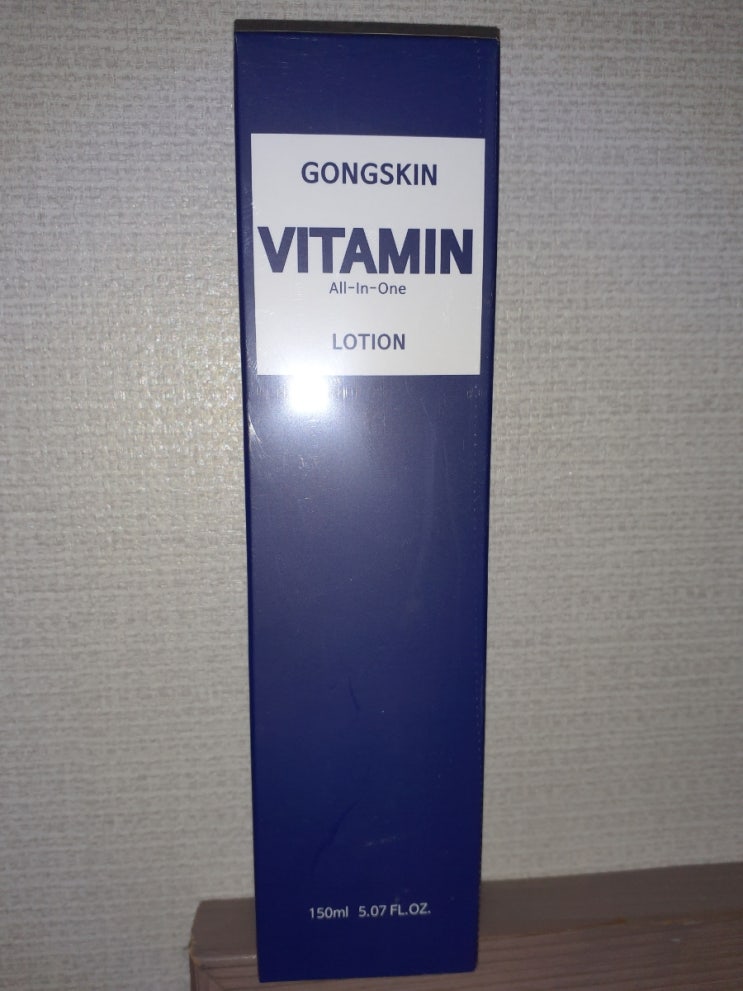 GONGSKIN
VITAMIN
All-In-One
LOTION
150ml 5.07 FL.OZ.